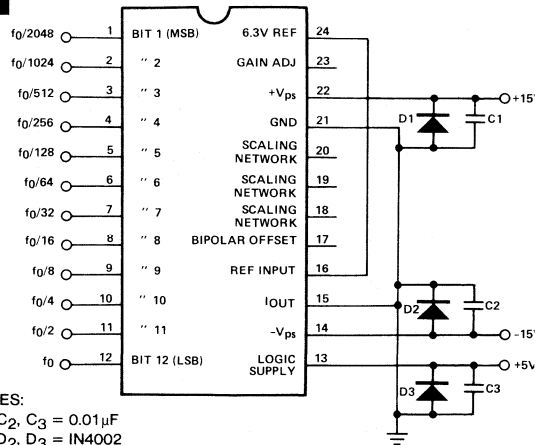 f0/2048 1 BIT 1 (MSB) 6.3V REF 24
f0/1024 2 " 2 GAIN ADJ 23
f0/512 3 " 3 +Vps 22 +15V
f0/256 4 " 4 GND 21 D1 C1
f0/128 5 " 5 SCALING NETWORK 20
f0/64 6 " 6 SCALING NETWORK 19
f0/32 7 " 7 SCALING NETWORK 18
f0/16 8 " 8 BIPOLAR OFFSET 17
f0/8 9 " 9 REF INPUT 16
f0/4 10 " 10 IOUT 15 D2 C2
f0/2 11 " 11 -Vps 14 -15V
f0 12 BIT 12 (LSB) LOGIC SUPPLY 13 +5V
D3 C3
ES:
C2, C3 = 0.01µF
D2, D3 = IN4002